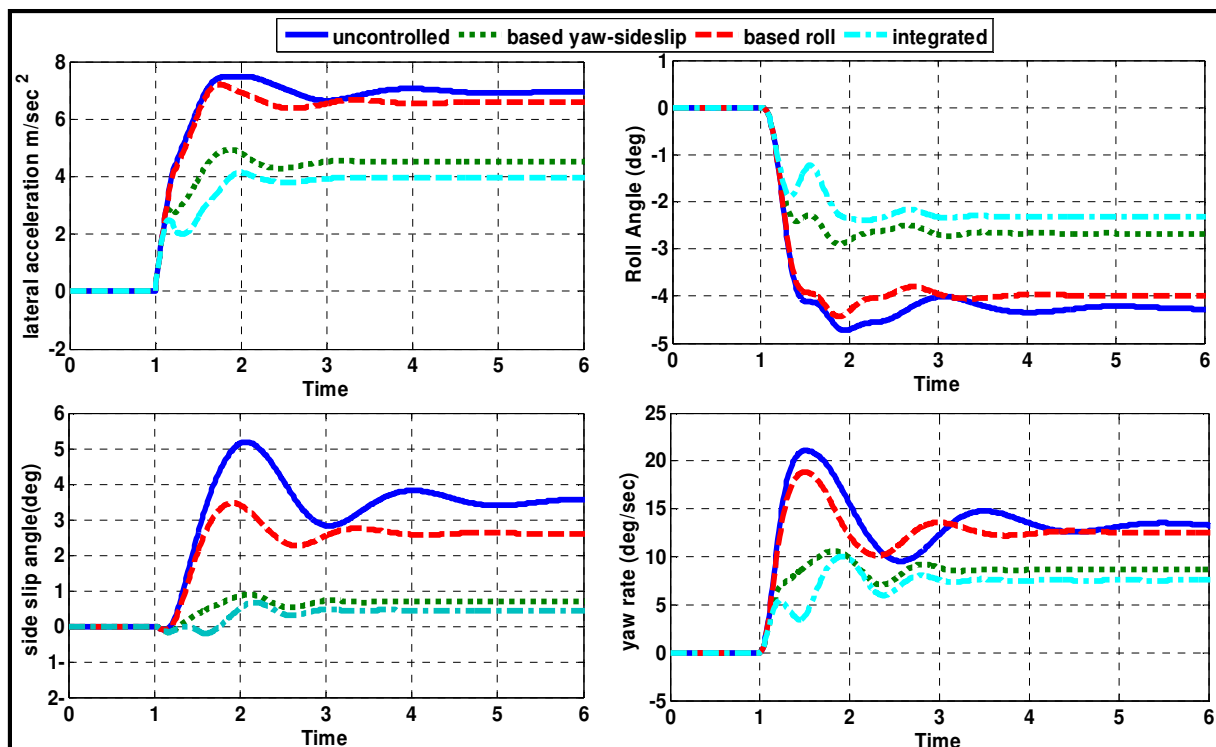 uncontrolled based yaw-sideslip based roll integrated
lateral acceleration m/sec 2
8
6
4
2
0
-2
0 1 2 3 4 5 6
Time
Roll Angle (deg)
1
0
-1
-2
-3
-4
-5
0 1 2 3 4 5 6
Time
side slip angle(deg)
6
5
4
3
2
1
0
1-
2-
0 1 2 3 4 5 6
Time
yaw rate (deg/sec)
25
20
15
10
5
0
-5
0 1 2 3 4 5 6
Time